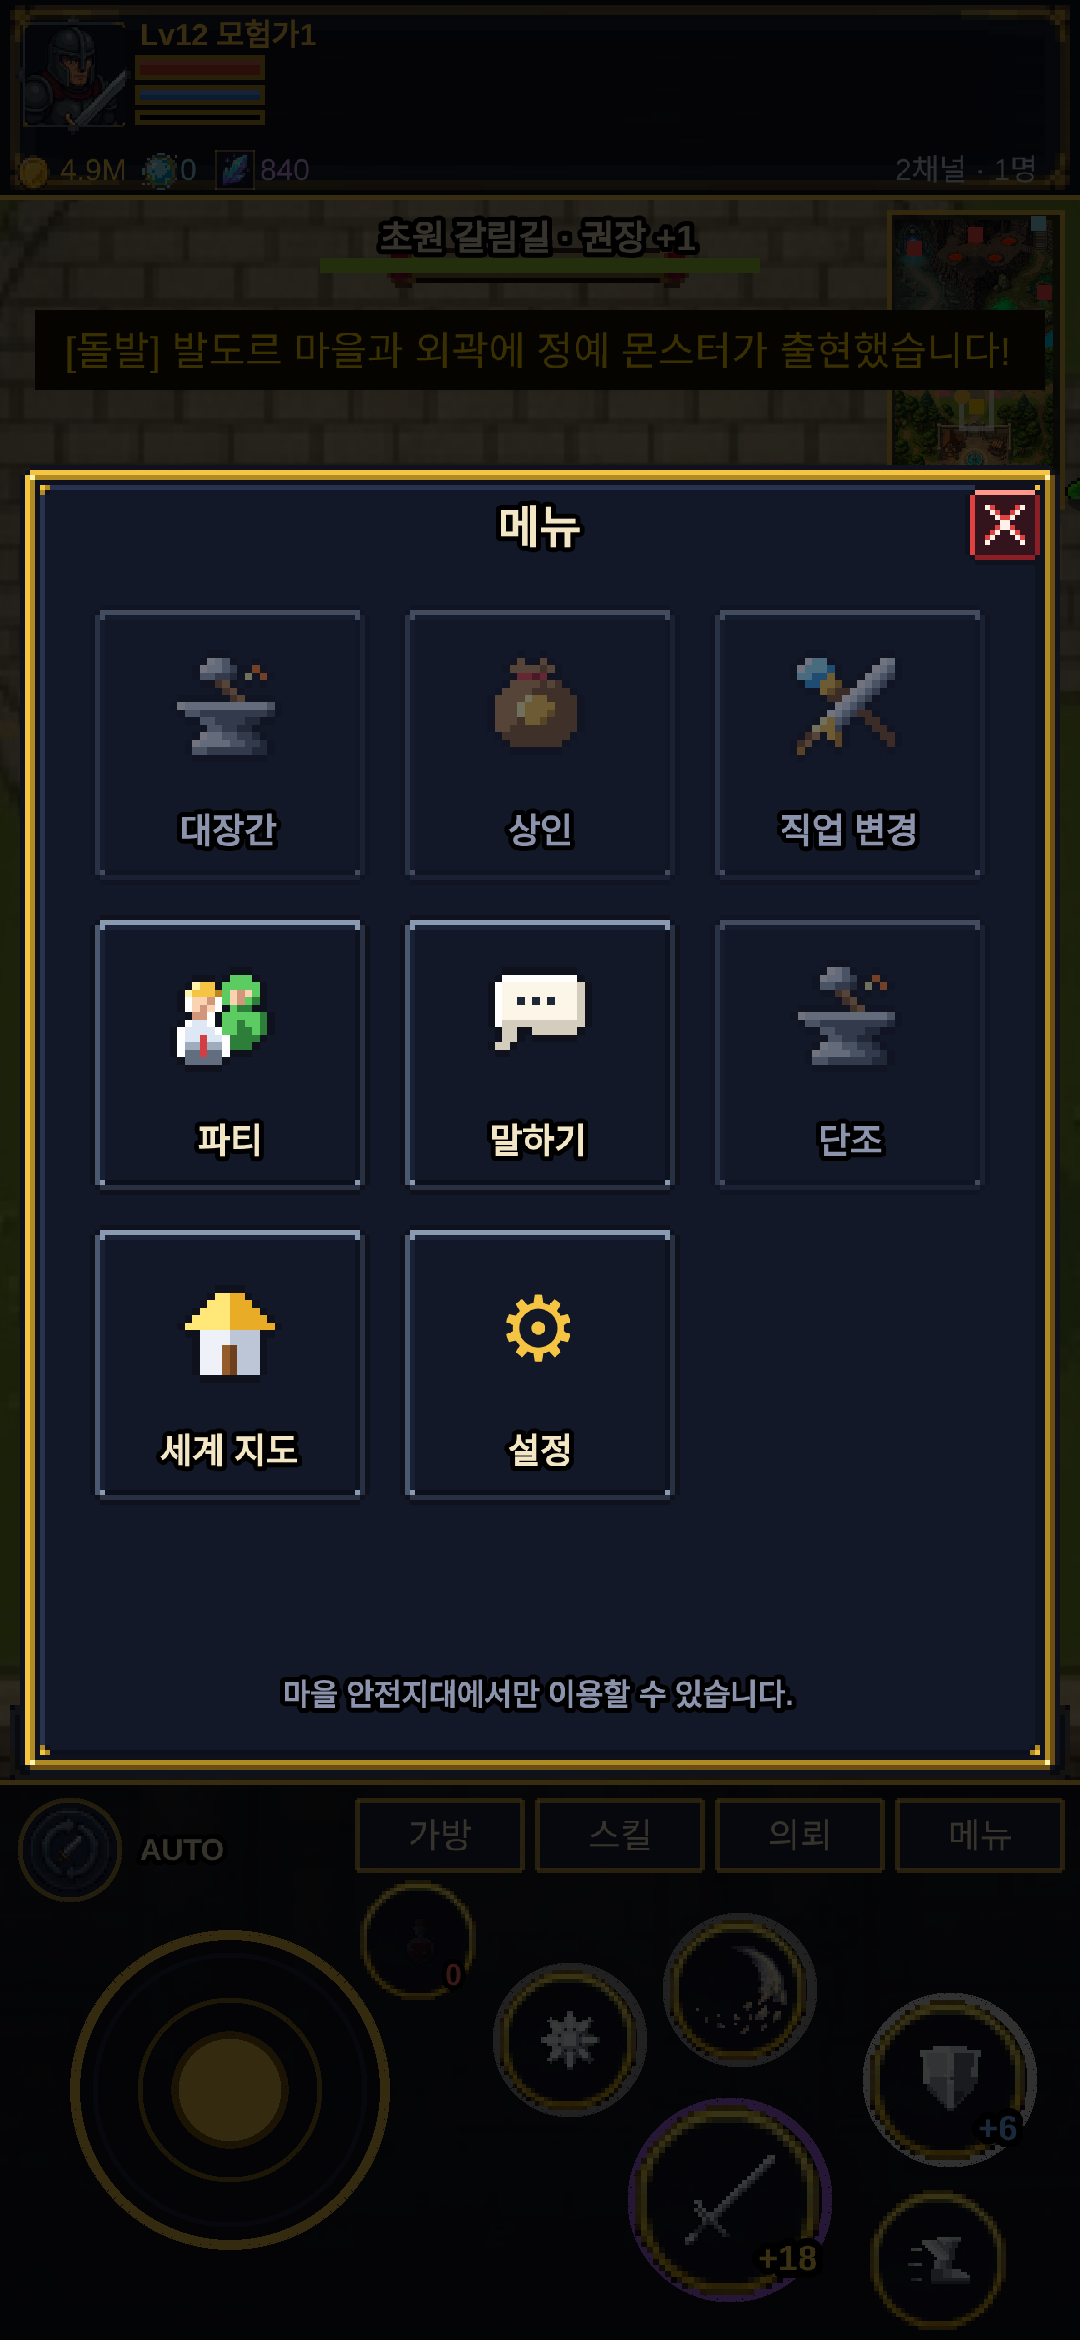 Lv12 모험가1
4.9M 0 840 2채널 · 1명
초원 갈림길 · 권장 +1
[돌발] 발도르 마을과 외곽에 정예 몬스터가 출현했습니다!
메뉴
대장간 상인 직업 변경
파티 말하기 단조
세계 지도 설정
마을 안전지대에서만 이용할 수 있습니다.
AUTO 가방 스킬 의뢰 메뉴
0
+6
+18